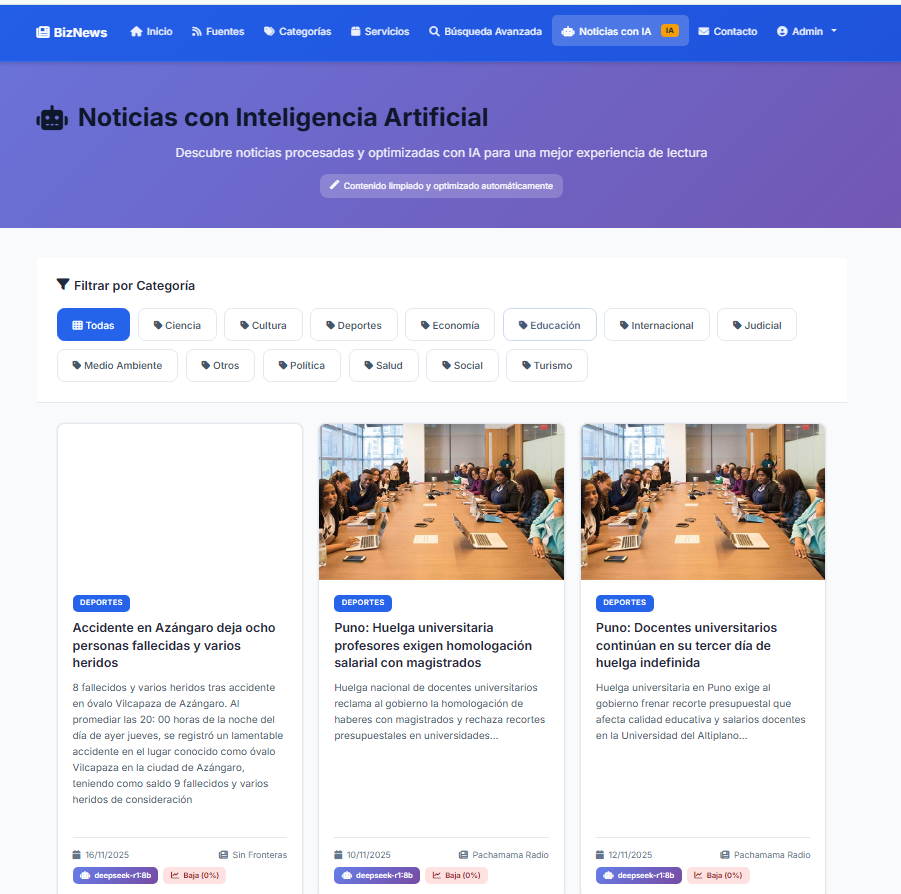 BizNews Inicio Fuentes Categorías Servicios Búsqueda Avanzada Noticias con IA IA Contacto Admin
Noticias con Inteligencia Artificial
Descubre noticias procesadas y optimizadas con IA para una mejor experiencia de lectura
Contenido limpiado y optimizado automáticamente
Filtrar por Categoría
Todas Ciencia Cultura Deportes Economía Educación Internacional Judicial
Medio Ambiente Otros Política Salud Social Turismo
DEPORTES
Accidente en Azángaro deja ocho
personas fallecidas y varios
heridos
8 fallecidos y varios heridos tras accidente
en óvalo Vilcapaza de Azángaro. Al
promediar las 20: 00 horas de la noche del
día de ayer jueves, se registró un lamentable
accidente en el lugar conocido como óvalo
Vilcapaza en la ciudad de Azángaro,
teniendo como saldo 9 fallecidos y varios
heridos de consideración
16/11/2025 Sin Fronteras
deepseek-r1:8b Baja (0%)
DEPORTES
Puno: Huelga universitaria
profesores exigen homologación
salarial con magistrados
Huelga nacional de docentes universitarios
reclama al gobierno la homologación de
haberes con magistrados y rechaza recortes
presupuestales en universidades...
10/11/2025 Pachamama Radio
deepseek-r1:8b Baja (0%)
DEPORTES
Puno: Docentes universitarios
continúan en su tercer día de
huelga indefinida
Huelga universitaria en Puno exige al
gobierno frenar recorte presupuestal que
afecta calidad educativa y salarios docentes
en la Universidad del Altiplano...
12/11/2025 Pachamama Radio
deepseek-r1:8b Baja (0%)